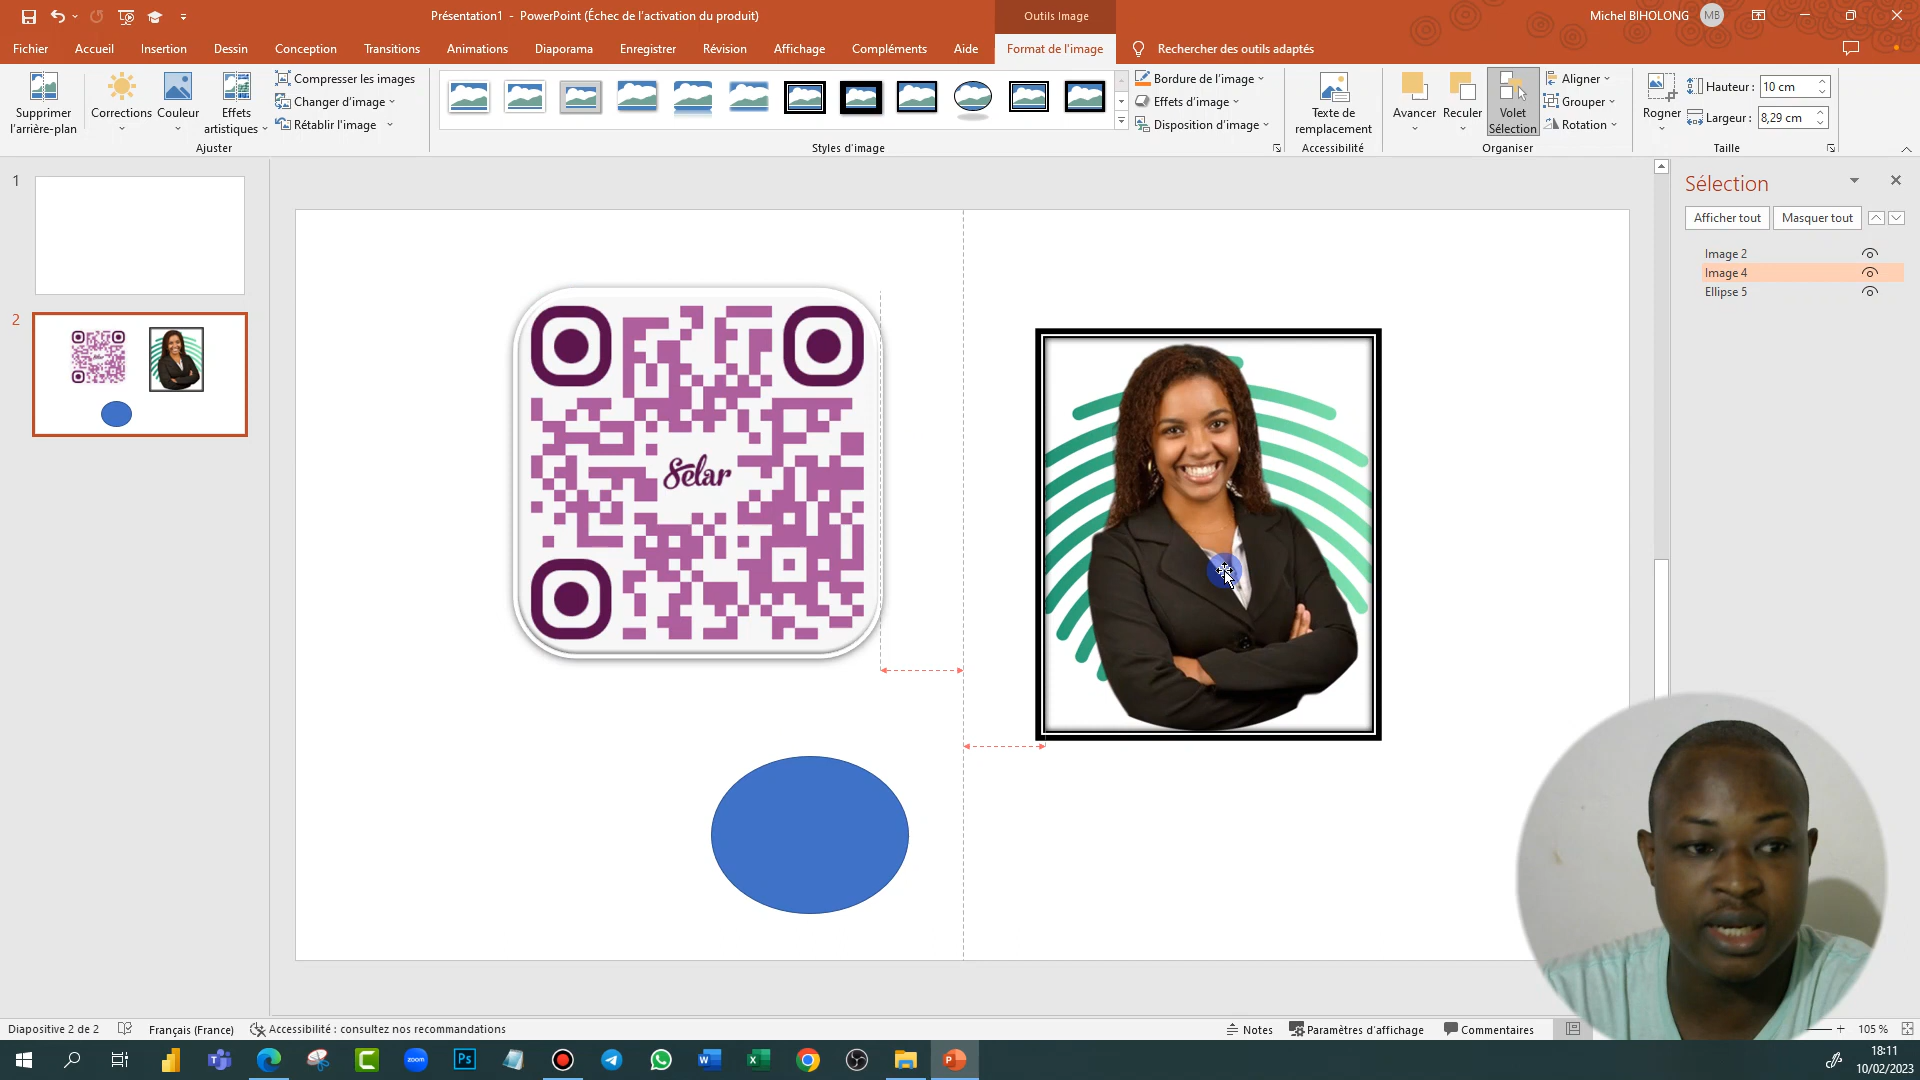 Présentation1 - PowerPoint (Échec de l'activation du produit)
Outils Image
Michel BIHOLONG
MB
Fichier
Accueil
Insertion
Dessin
Conception
Transitions
Animations
Diaporama
Enregistrer
Révision
Affichage
Compléments
Aide
Format de l'image
Rechercher des outils adaptés
Supprimer
l'arrière-plan
Corrections
Couleur
Effets
artistiques
Compresser les images
Changer d'image
Rétablir l'image
Ajuster
Styles d'image
Bordure de l'image
Effets d'image
Disposition d'image
Texte de
remplacement
Accessibilité
Avancer
Reculer
Volet
Sélection
Aligner
Grouper
Rotation
Organiser
Rogner
Hauteur : 10 cm
Largeur : 8,29 cm
Taille
1
2
Selar
Sélection
Afficher tout
Masquer tout
Image 2
Image 4
Ellipse 5
Diapositive 2 de 2
Français (France)
Accessibilité : consultez nos recommandations
Notes
Paramètres d'affichage
Commentaires
105 %
zoom
Ps
18:11
10/02/2023